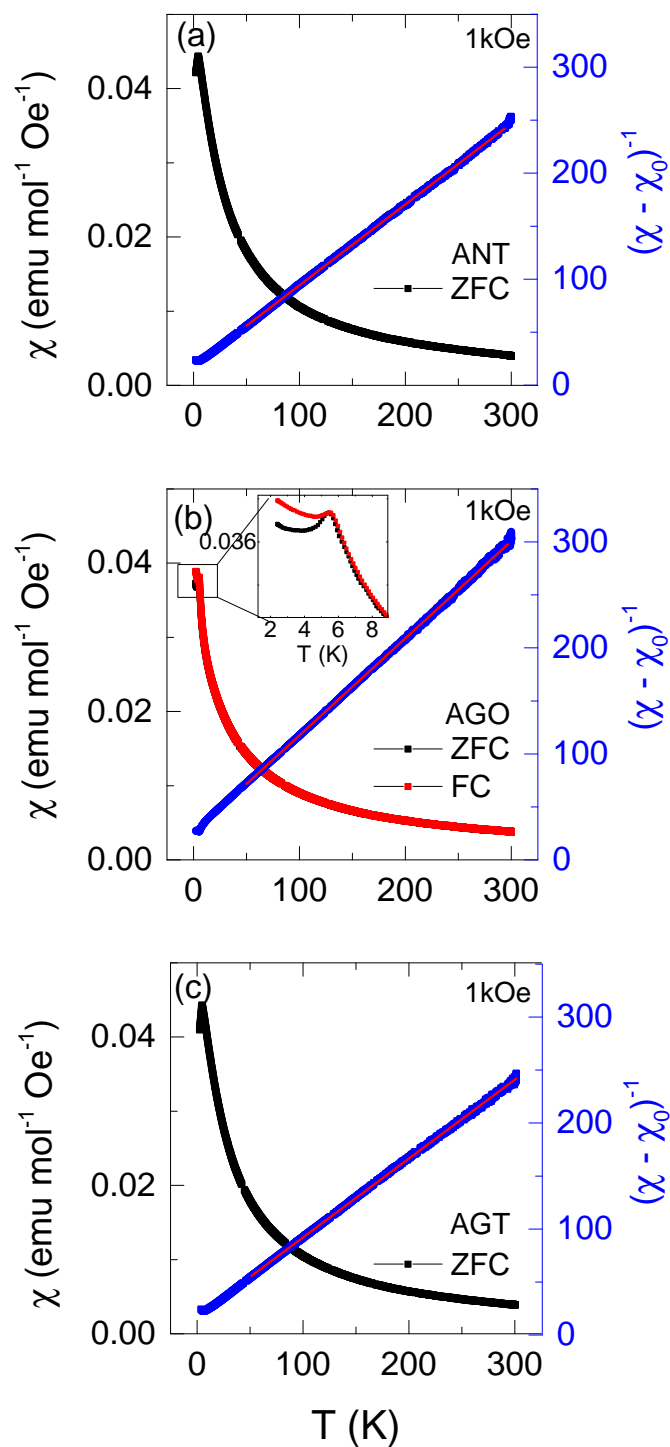 (a)
1kOe
χ (emu mol⁻¹ Oe⁻¹)
0.04
0.02
0.00
300
200
100
0
(χ - χ₀)⁻¹
ANT
ZFC
0 100 200 300
(b)
1kOe
χ (emu mol⁻¹ Oe⁻¹)
0.04
0.02
0.00
0.036
2 4 6 8
T (K)
300
200
100
0
(χ - χ₀)⁻¹
AGO
ZFC
FC
0 100 200 300
(c)
1kOe
χ (emu mol⁻¹ Oe⁻¹)
0.04
0.02
0.00
300
200
100
0
(χ - χ₀)⁻¹
AGT
ZFC
0 100 200 300
T (K)